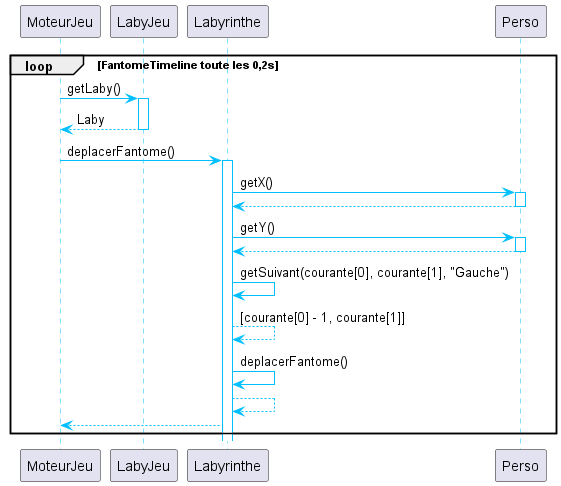 MoteurJeu LabyJeu Labyrinthe Perso
loop [FantomeTimeline toute les 0,2s]
getLaby()
Laby
deplacerFantome()
getX()
getY()
getSuivant(courante[0], courante[1], "Gauche")
[courante[0] - 1, courante[1]]
deplacerFantome()
MoteurJeu LabyJeu Labyrinthe Perso